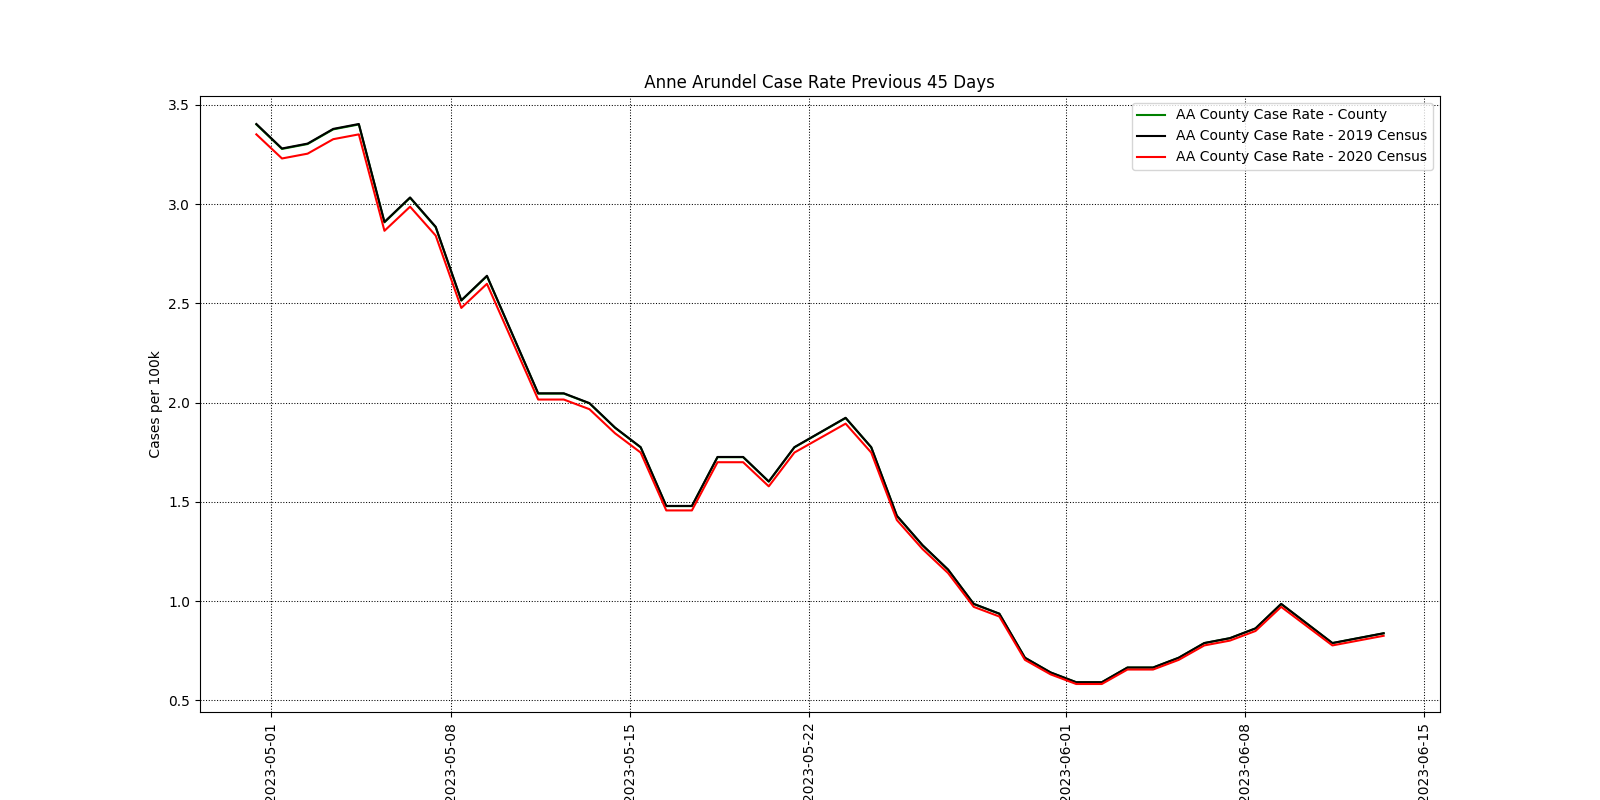 Anne Arundel Case Rate Previous 45 Days
AA County Case Rate - County
AA County Case Rate - 2019 Census
AA County Case Rate - 2020 Census
Cases per 100k
3.5
3.0
2.5
2.0
1.5
1.0
0.5
2023-05-01
2023-05-08
2023-05-15
2023-05-22
2023-06-01
2023-06-08
2023-06-15